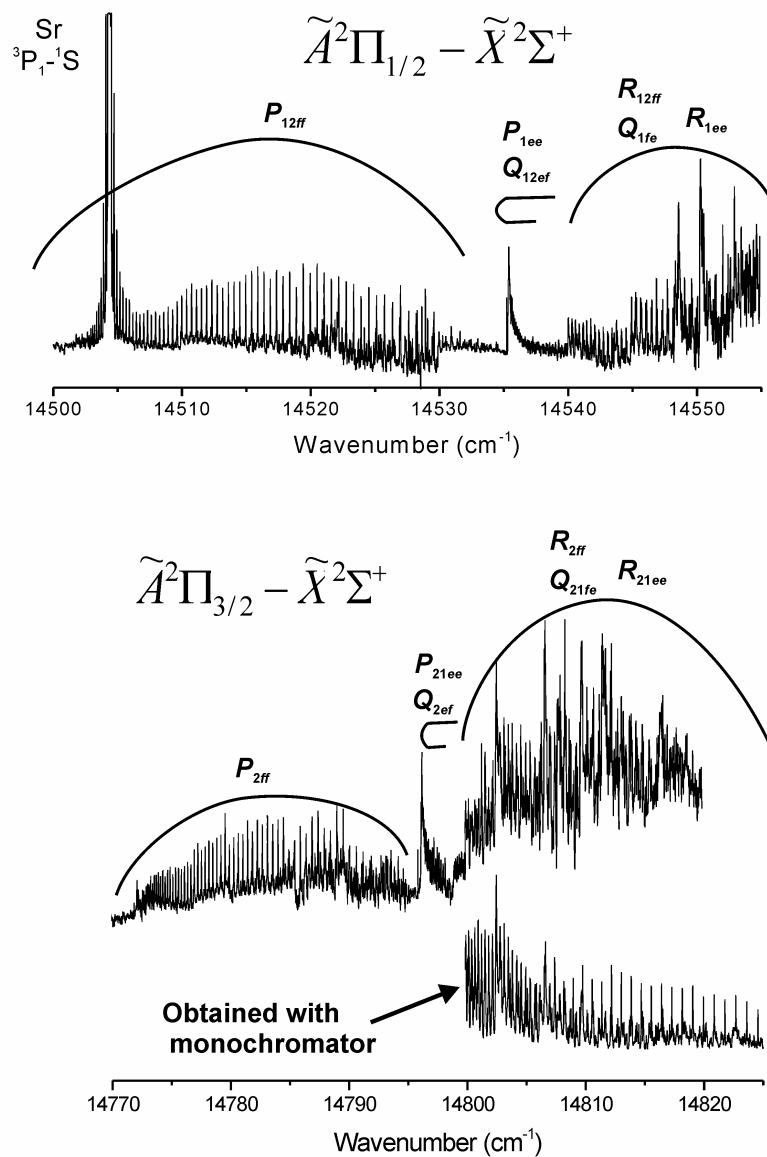 Sr
³P₁-¹S
Ã²Π₁/₂ − X̃²Σ⁺
P₁₂ff
P₁ee
Q₁₂ef
R₁₂ff
Q₁fe
R₁ee
14500 14510 14520 14530 14540 14550
Wavenumber (cm⁻¹)
Ã²Π₃/₂ − X̃²Σ⁺
R₂ff
Q₂₁fe
R₂₁ee
P₂₁ee
Q₂ef
P₂ff
Obtained with
monochromator
14770 14780 14790 14800 14810 14820
Wavenumber (cm⁻¹)